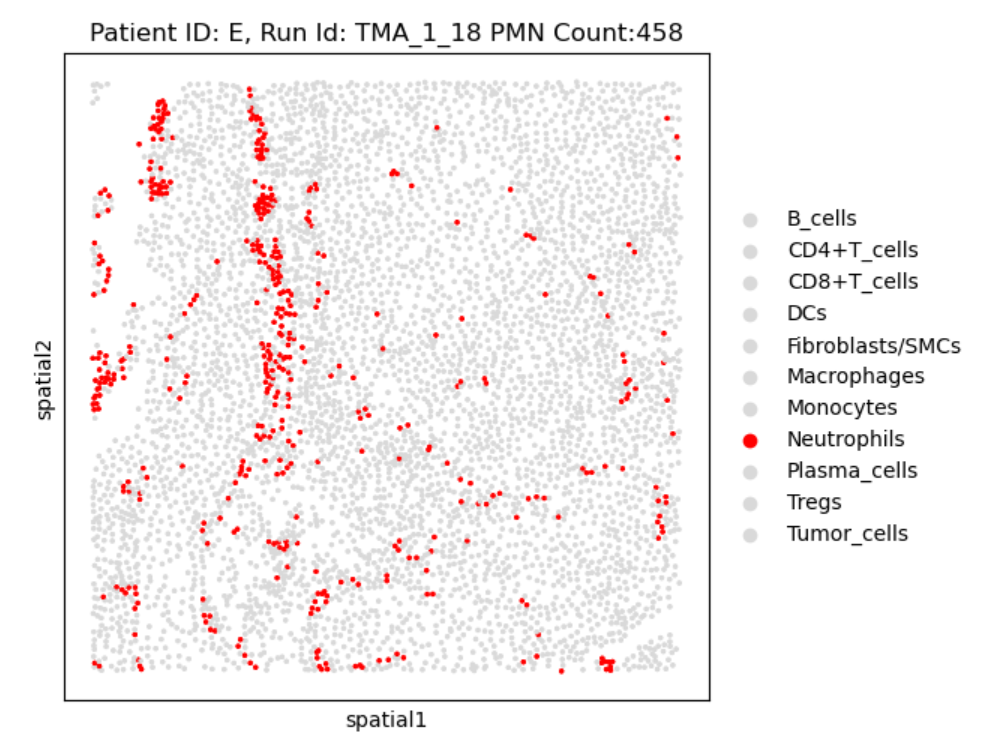 Patient ID: E, Run Id: TMA_1_18 PMN Count:458
spatial2
spatial1
B_cells
CD4+T_cells
CD8+T_cells
DCs
Fibroblasts/SMCs
Macrophages
Monocytes
Neutrophils
Plasma_cells
Tregs
Tumor_cells